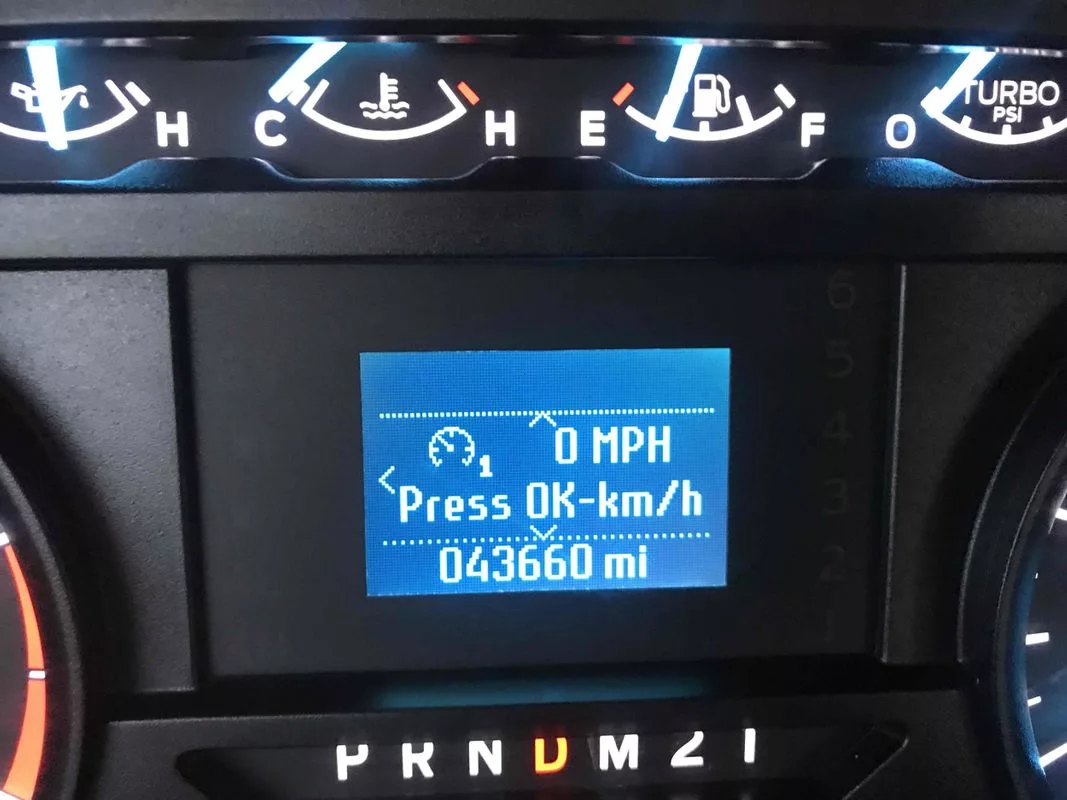 H C H E F O TURBO
PSI
6
5
4
3
2
0 MPH
1
Press OK-km/h
043660 mi
P R N D M 2 1